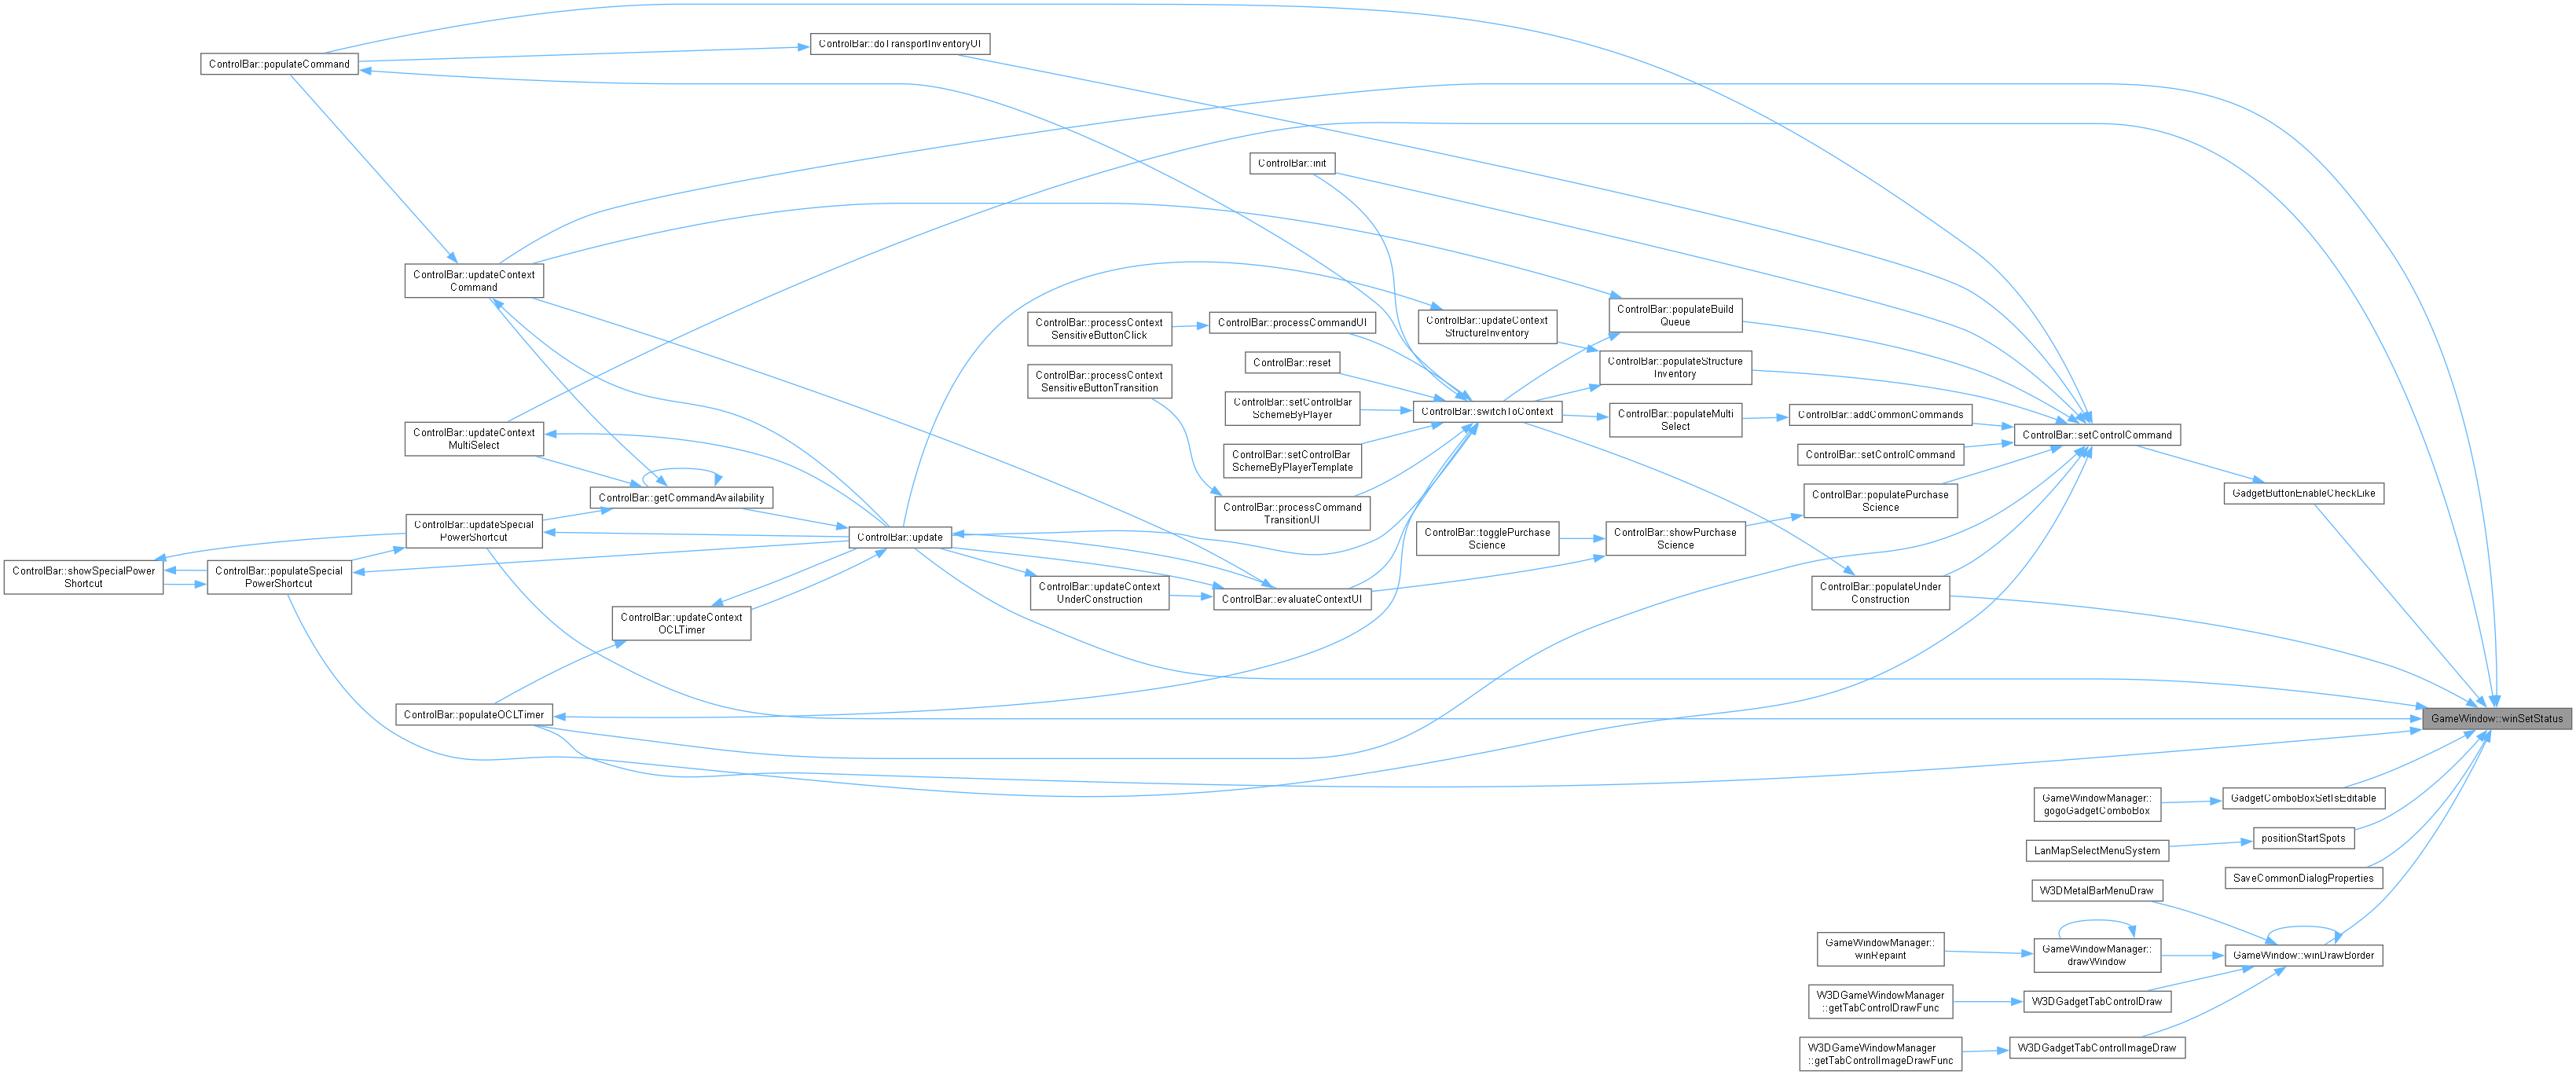 ControlBar::doTransportInventoryUI
ControlBar::populateCommand
ControlBar::init
ControlBar::updateContext
Command
ControlBar::populateBuild
Queue
ControlBar::processContext
SensitiveButtonClick
ControlBar::processCommandUI
ControlBar::updateContext
StructureInventory
ControlBar::reset
ControlBar::populateStructure
Inventory
ControlBar::processContext
SensitiveButtonTransition
ControlBar::setControlBar
SchemeByPlayer
ControlBar::switchToContext
ControlBar::populateMulti
Select
ControlBar::addCommonCommands
ControlBar::setControlCommand
ControlBar::updateContext
MultiSelect
ControlBar::setControlBar
SchemeByPlayerTemplate
ControlBar::setControlCommand
ControlBar::getCommandAvailability
ControlBar::populatePurchase
Science
GadgetButtonEnableCheckLike
ControlBar::processCommand
TransitionUI
ControlBar::updateSpecial
PowerShortcut
ControlBar::update
ControlBar::togglePurchase
Science
ControlBar::showPurchase
Science
ControlBar::showSpecialPower
Shortcut
ControlBar::populateSpecial
PowerShortcut
ControlBar::updateContext
UnderConstruction
ControlBar::evaluateContextUI
ControlBar::populateUnder
Construction
ControlBar::updateContext
OCLTimer
ControlBar::populateOCLTimer
GameWindow::winSetStatus
GameWindowManager::
gogoGadgetComboBox
GadgetComboBoxSetIsEditable
positionStartSpots
LanMapSelectMenuSystem
SaveCommonDialogProperties
W3DMetalBarMenuDraw
GameWindowManager::
winRepaint
GameWindowManager::
drawWindow
GameWindow::winDrawBorder
W3DGameWindowManager
::getTabControlDrawFunc
W3DGadgetTabControlDraw
W3DGameWindowManager
::getTabControlImageDrawFunc
W3DGadgetTabControlImageDraw